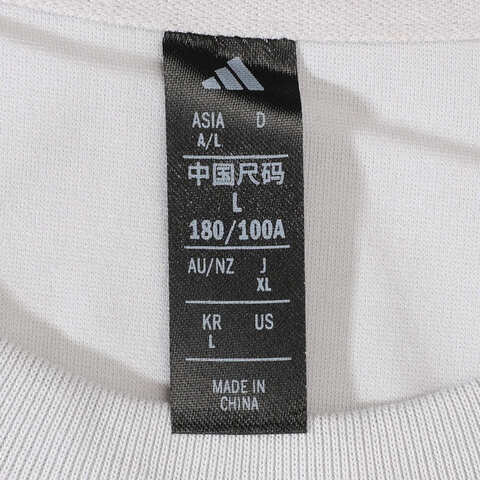 ASIA D
A/L
中国尺码
L
180/100A
AU/NZ J
XL
KR US
L
MADE IN
CHINA